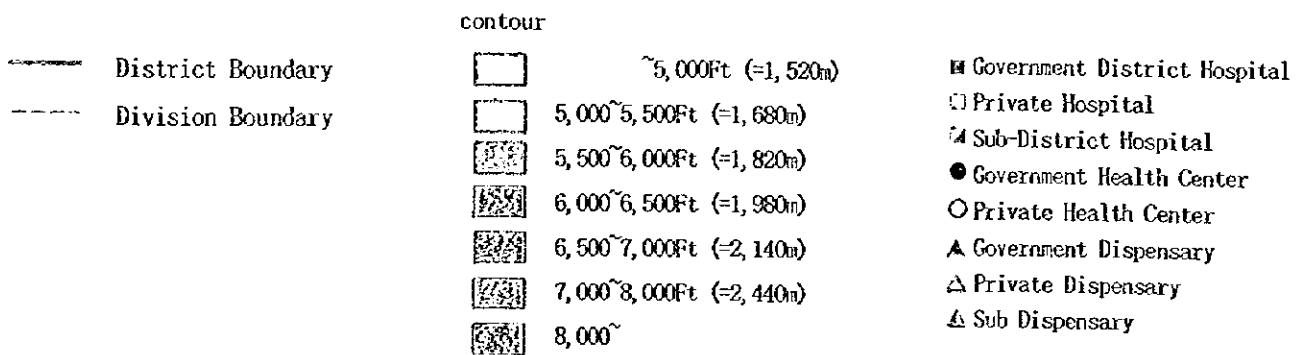 contour
District Boundary
Division Boundary
~5,000Ft (=1,520m)
5,000~5,500Ft (=1,680m)
5,500~6,000Ft (=1,820m)
6,000~6,500Ft (=1,980m)
6,500~7,000Ft (=2,140m)
7,000~8,000Ft (=2,440m)
8,000~
Government District Hospital
Private Hospital
Sub-District Hospital
Government Health Center
Private Health Center
Government Dispensary
Private Dispensary
Sub Dispensary